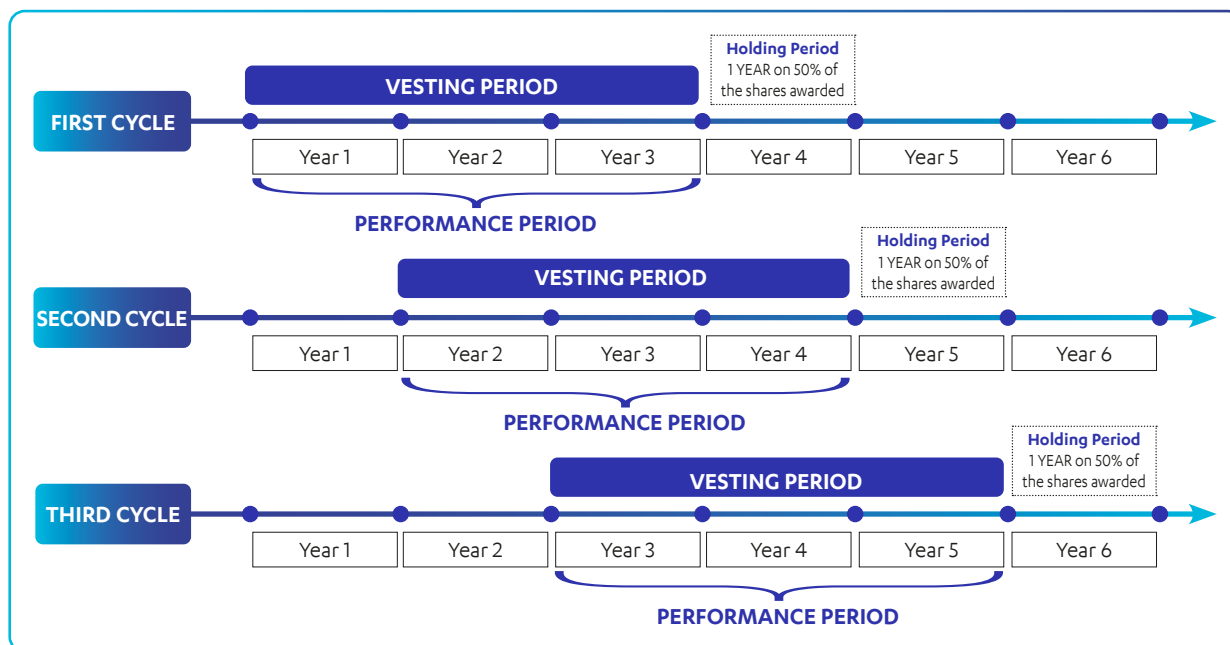 Holding Period
1 YEAR on 50% of
the shares awarded
VESTING PERIOD
FIRST CYCLE
Year 1
Year 2
Year 3
Year 4
Year 5
Year 6
PERFORMANCE PERIOD
Holding Period
1 YEAR on 50% of
the shares awarded
VESTING PERIOD
SECOND CYCLE
Year 1
Year 2
Year 3
Year 4
Year 5
Year 6
PERFORMANCE PERIOD
Holding Period
1 YEAR on 50% of
the shares awarded
VESTING PERIOD
THIRD CYCLE
Year 1
Year 2
Year 3
Year 4
Year 5
Year 6
PERFORMANCE PERIOD